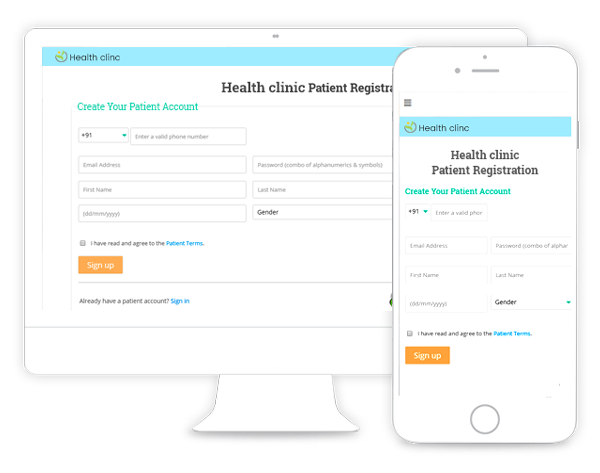 Health clinc
Health clinic Patient Registra
Create Your Patient Account
+91 Enter a valid phone number
Email Address Password (combo of alphanumerics & symbols)
First Name Last Name
(dd/mm/yyyy) Gender
I have read and agree to the Patient Terms.
Sign up
Already have a patient account? Sign in
Health clinc
Health clinic
Patient Registration
Create Your Patient Account
+91 Enter a valid phor
Email Address Password (combo of alphar
First Name Last Name
(dd/mm/yyyy) Gender
I have read and agree to the Patient Terms.
Sign up